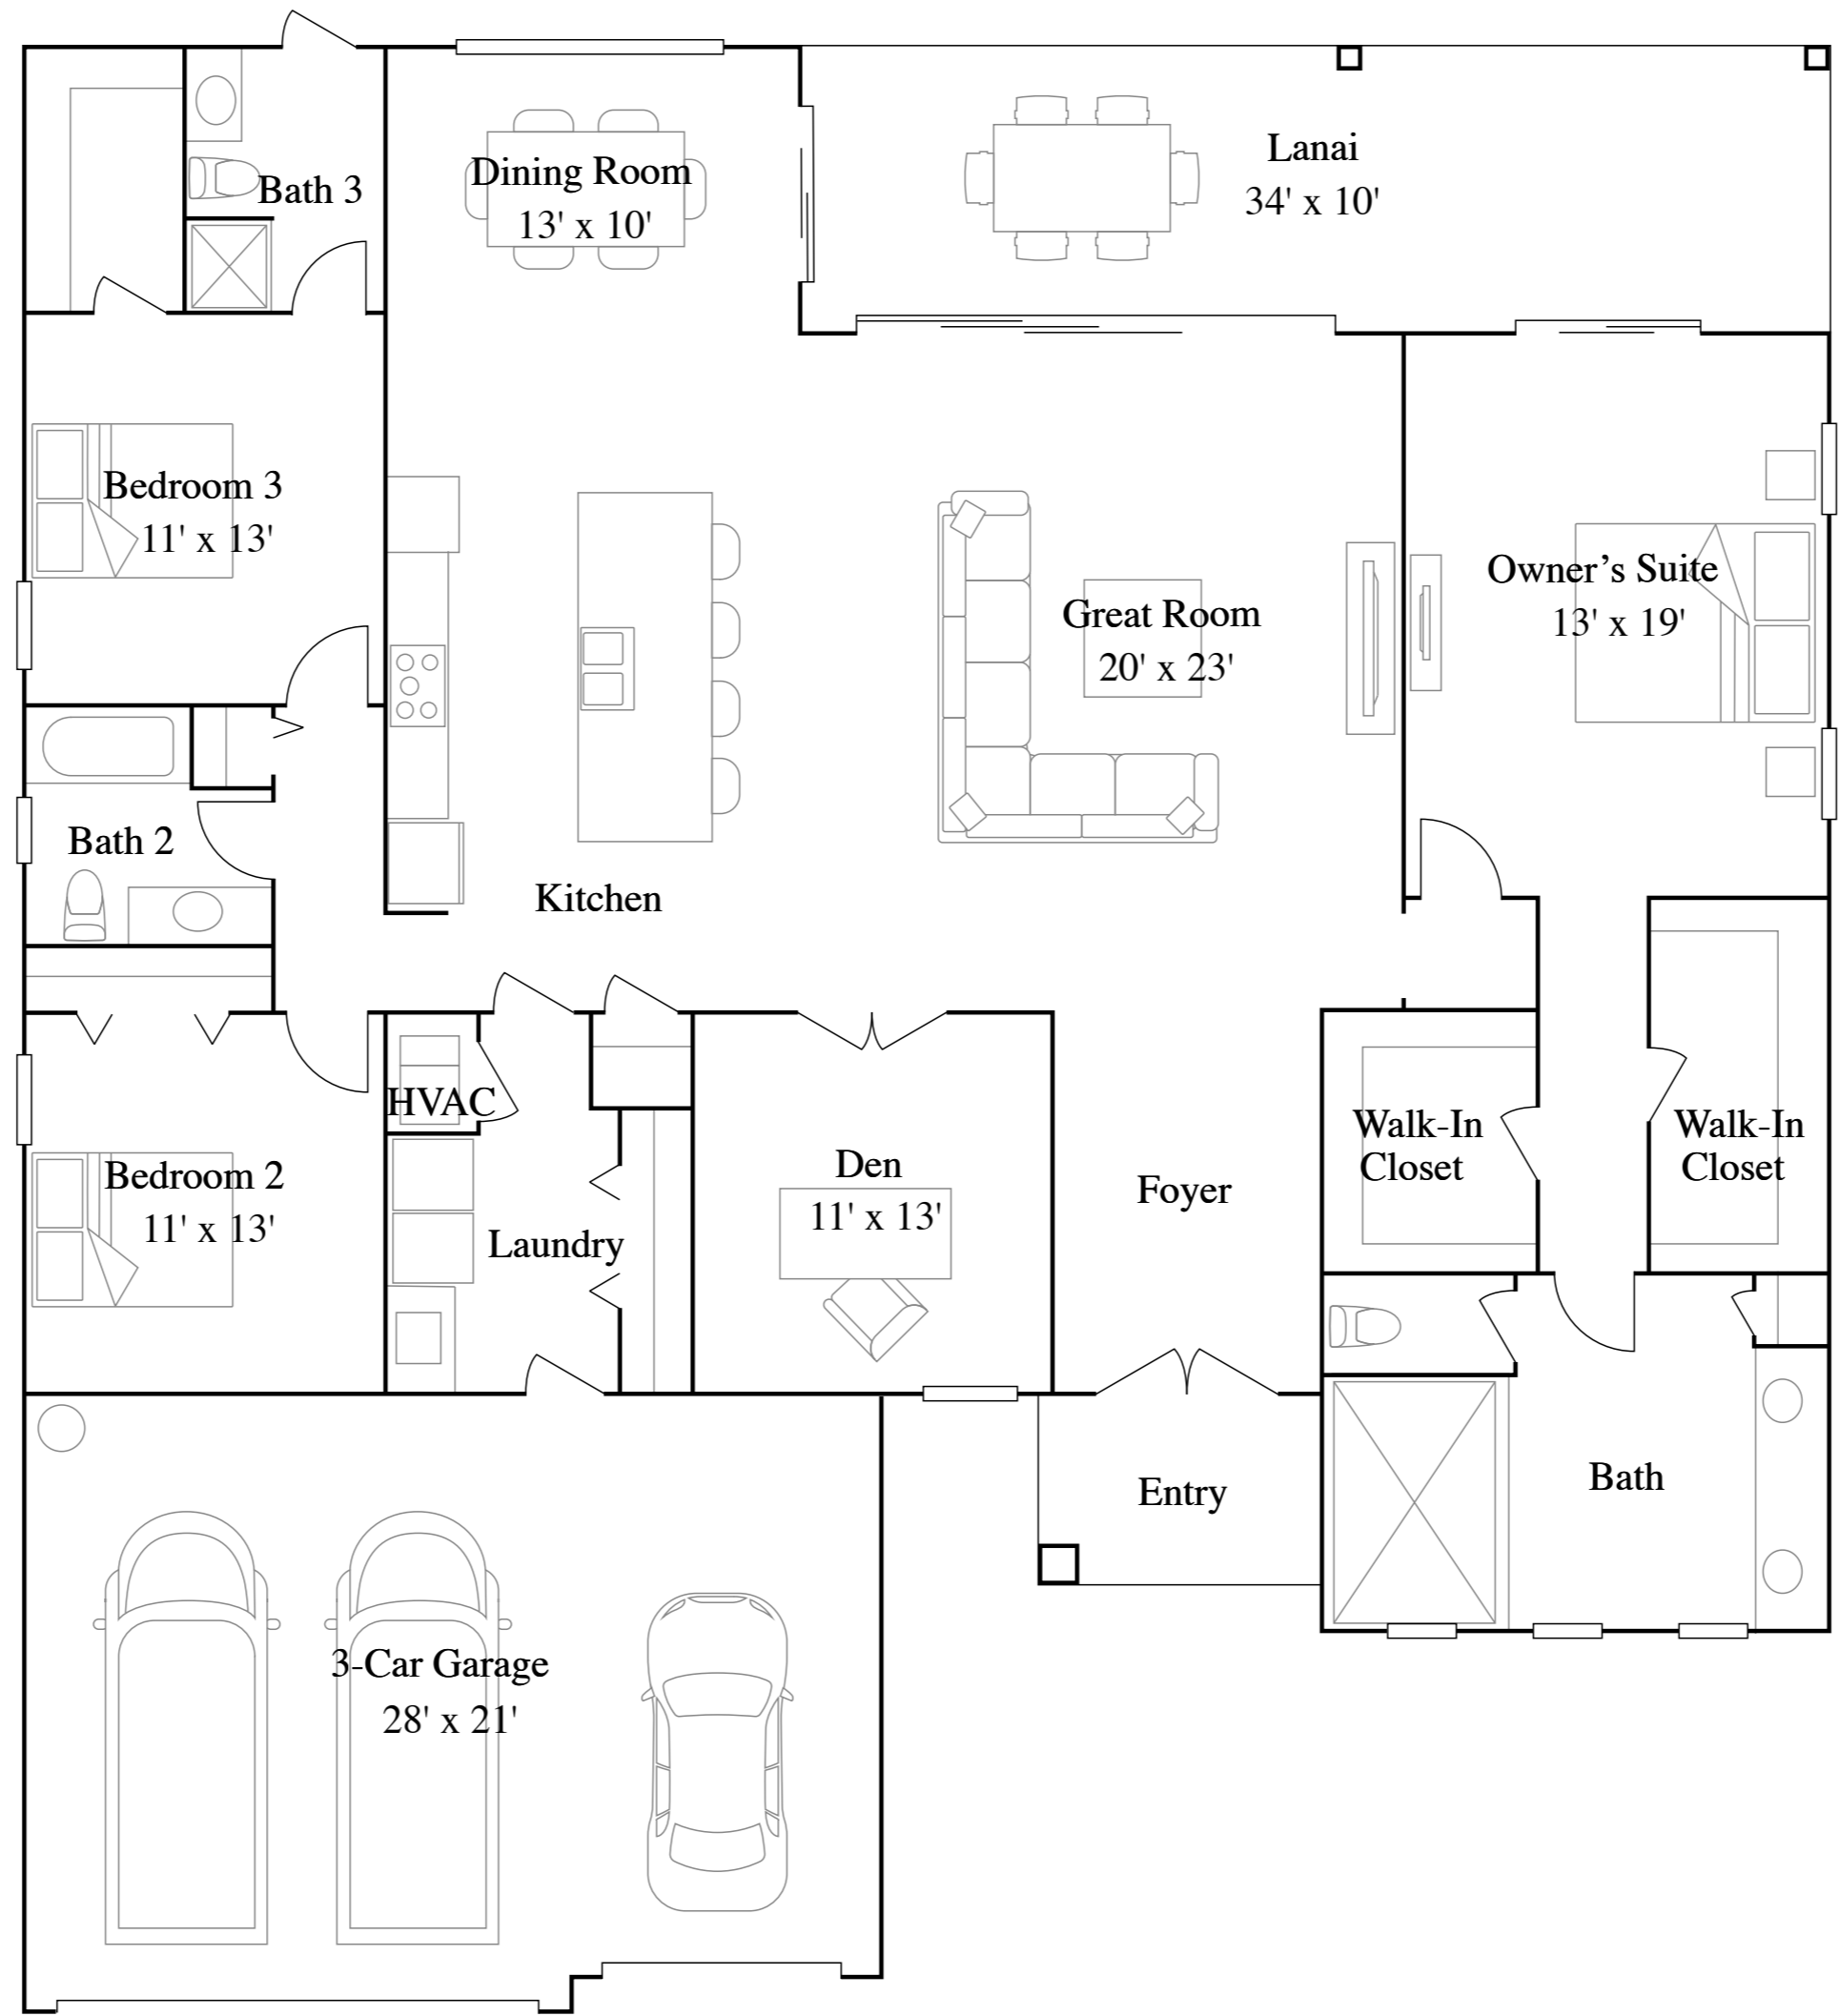 Bath 3
Dining Room
13' x 10'
Lanai
34' x 10'
Bedroom 3
11' x 13'
Great Room
20' x 23'
Owner’s Suite
13' x 19'
Bath 2
Kitchen
HVAC
Bedroom 2
11' x 13'
Laundry
Den
11' x 13'
Foyer
Walk-In
Closet
Walk-In
Closet
Entry
Bath
3-Car Garage
28' x 21'